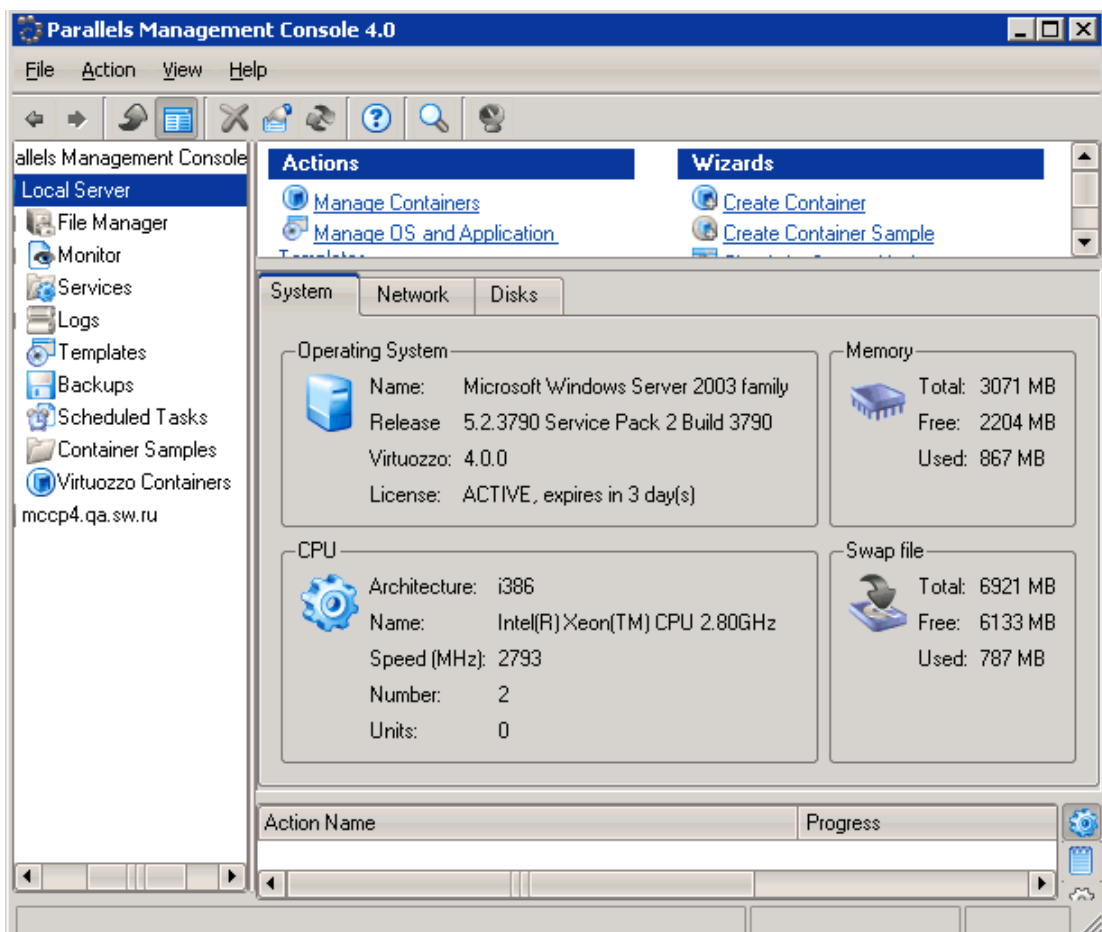 Parallels Management Console 4.0
File Action View Help
allels Management Console
Local Server
File Manager
Monitor
Services
Logs
Templates
Backups
Scheduled Tasks
Container Samples
Virtuozzo Containers
mccp4.qa.sw.ru
Actions
Manage Containers
Manage OS and Application
Wizards
Create Container
Create Container Sample
System Network Disks
Operating System
Name: Microsoft Windows Server 2003 family
Release 5.2.3790 Service Pack 2 Build 3790
Virtuozzo: 4.0.0
License: ACTIVE, expires in 3 day(s)
Memory
Total: 3071 MB
Free: 2204 MB
Used: 867 MB
CPU
Architecture: i386
Name: Intel(R) Xeon(TM) CPU 2.80GHz
Speed (MHz): 2793
Number: 2
Units: 0
Swap file
Total: 6921 MB
Free: 6133 MB
Used: 787 MB
Action Name Progress